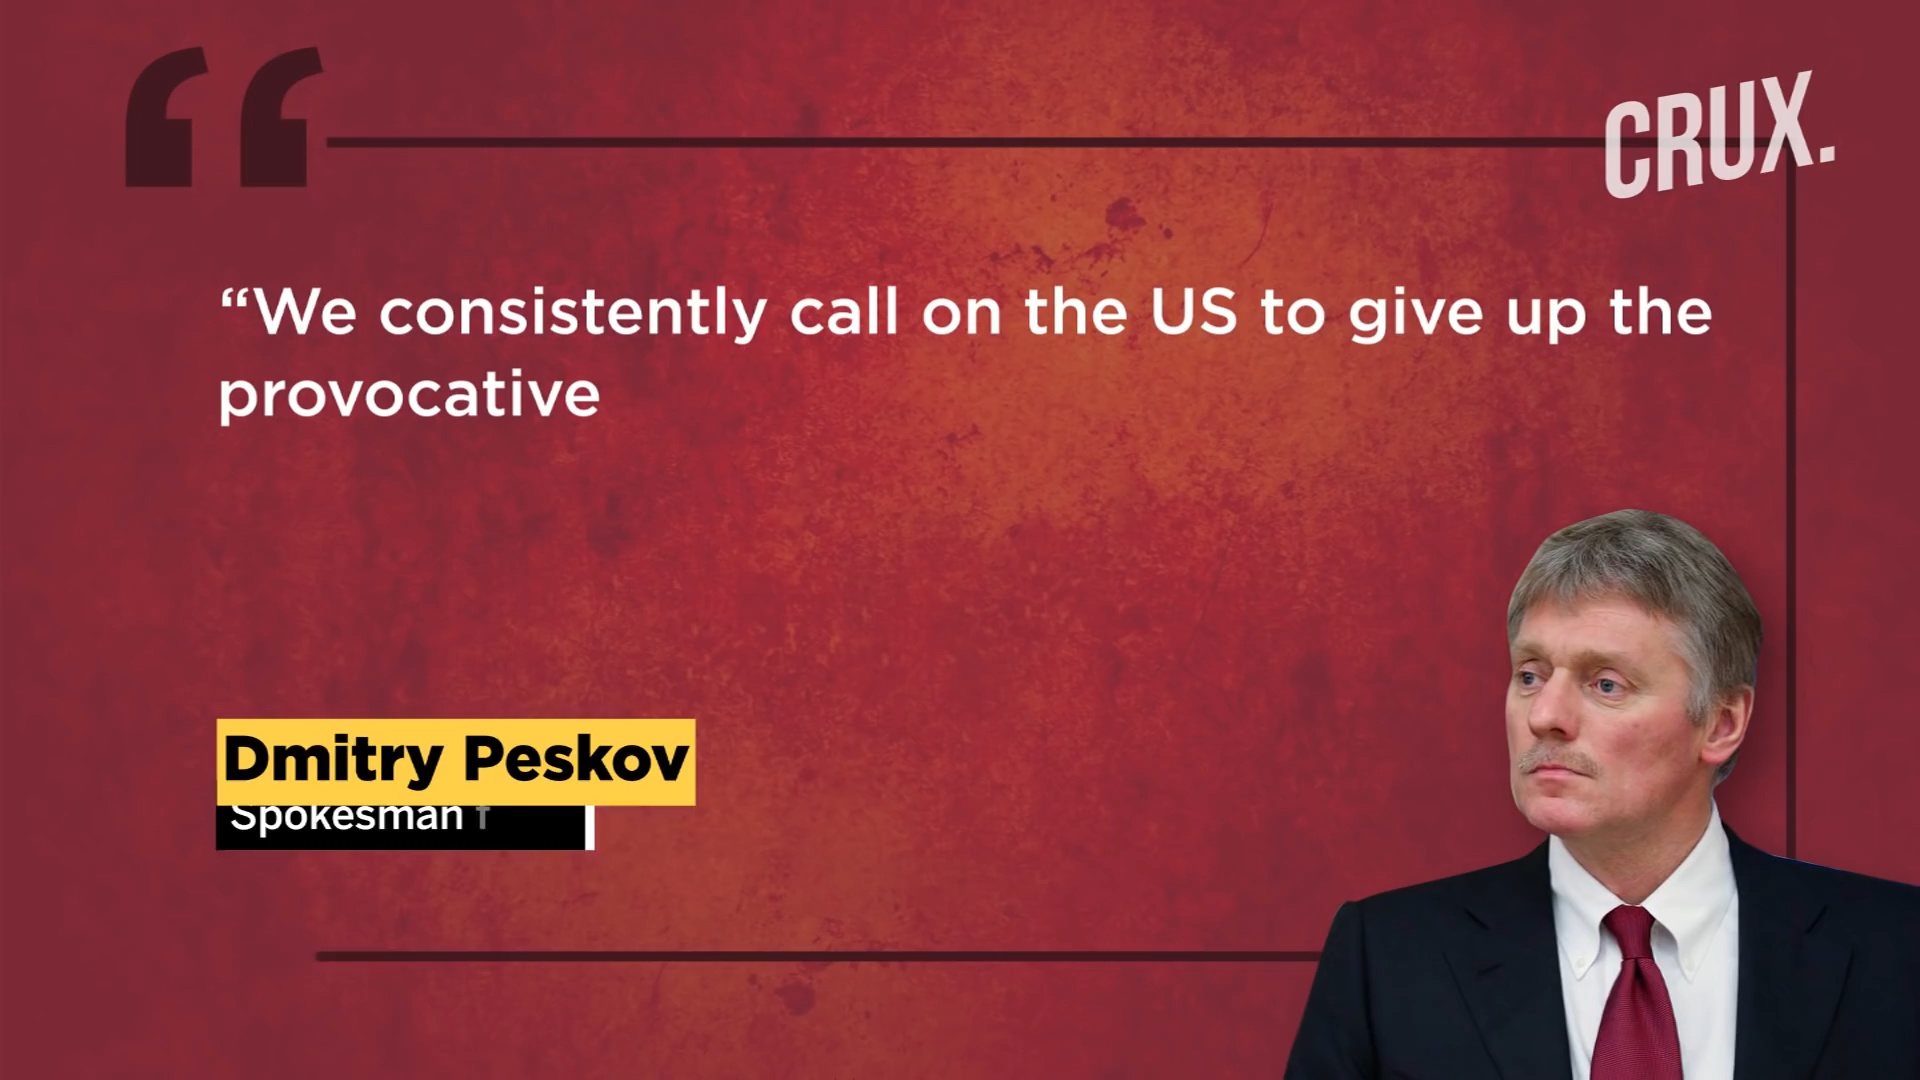 CRUX.
“We consistently call on the US to give up the
provocative
Dmitry Peskov
Spokesman f